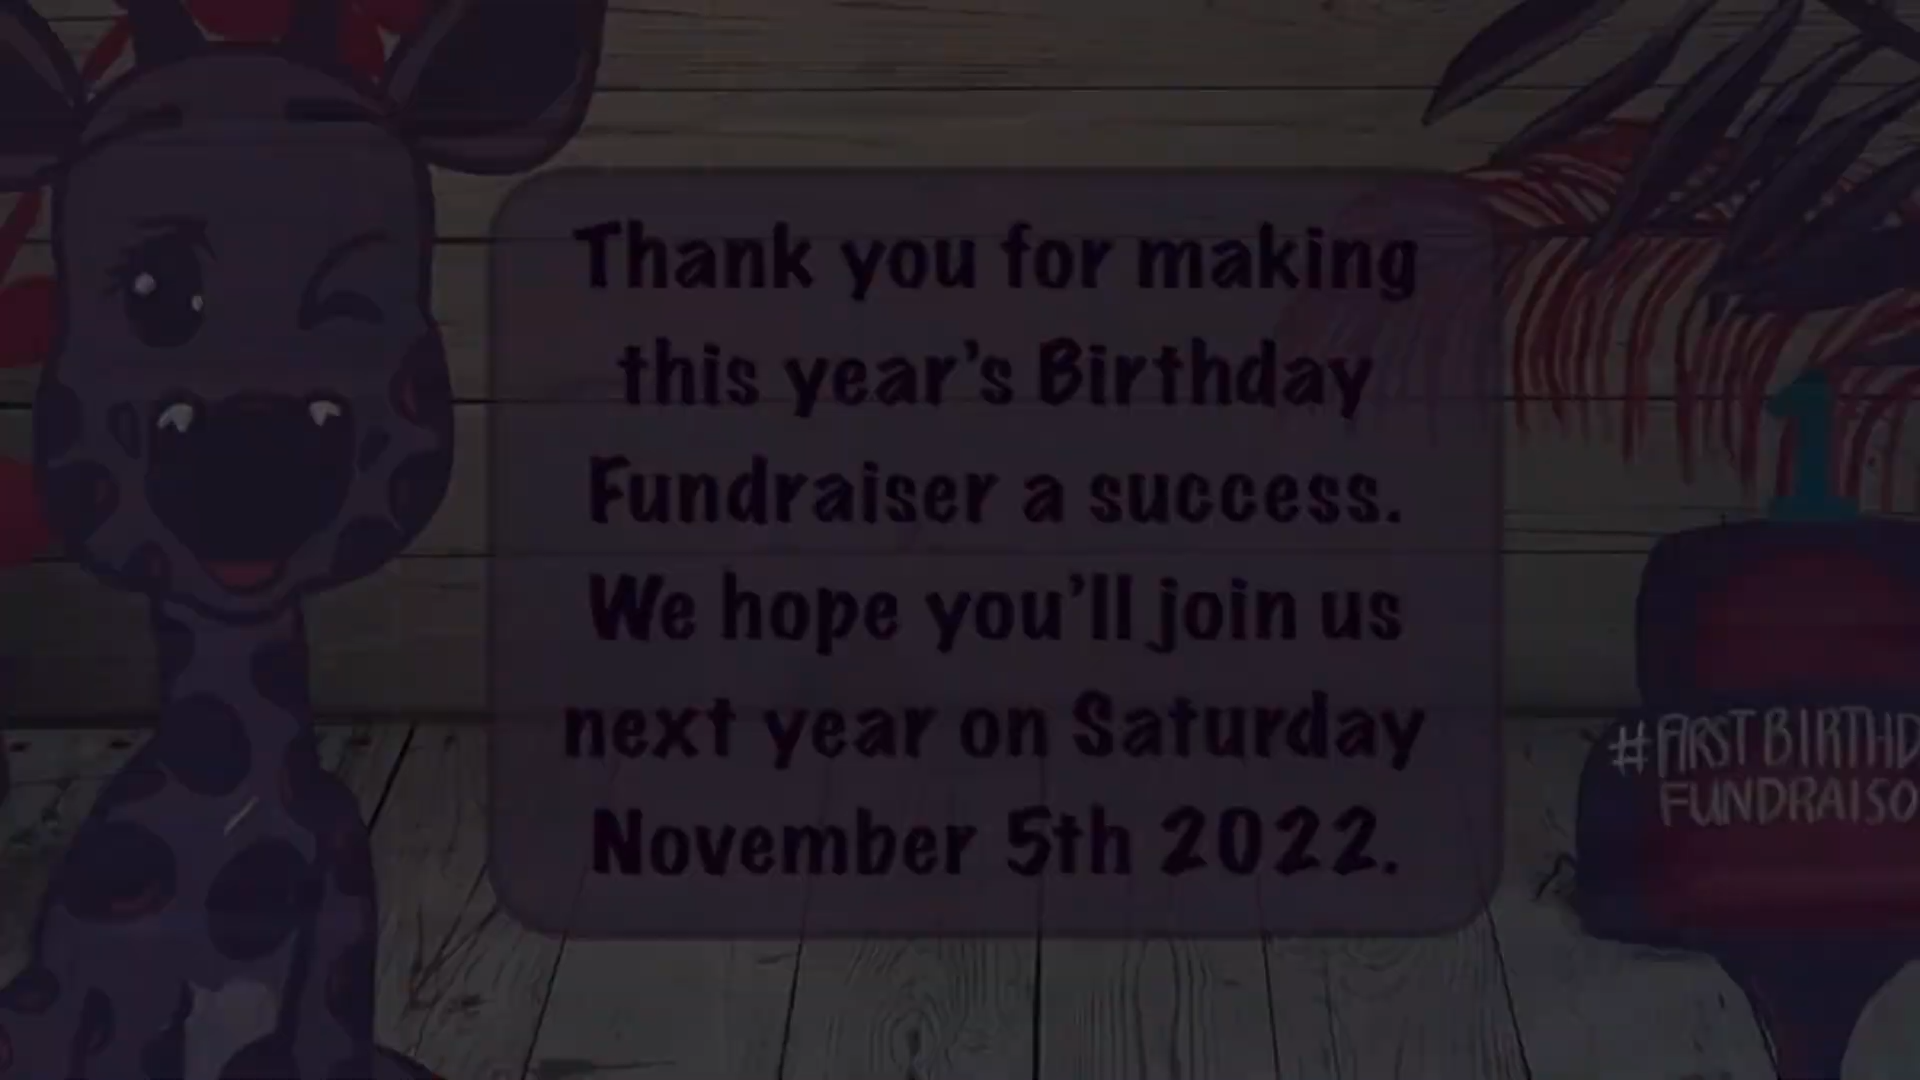 Thank you for making
this year’s Birthday
Fundraiser a success.
We hope you’ll join us
next year on Saturday
November 5th 2022.
1
#FIRST BIRTHD
FUNDRAISO